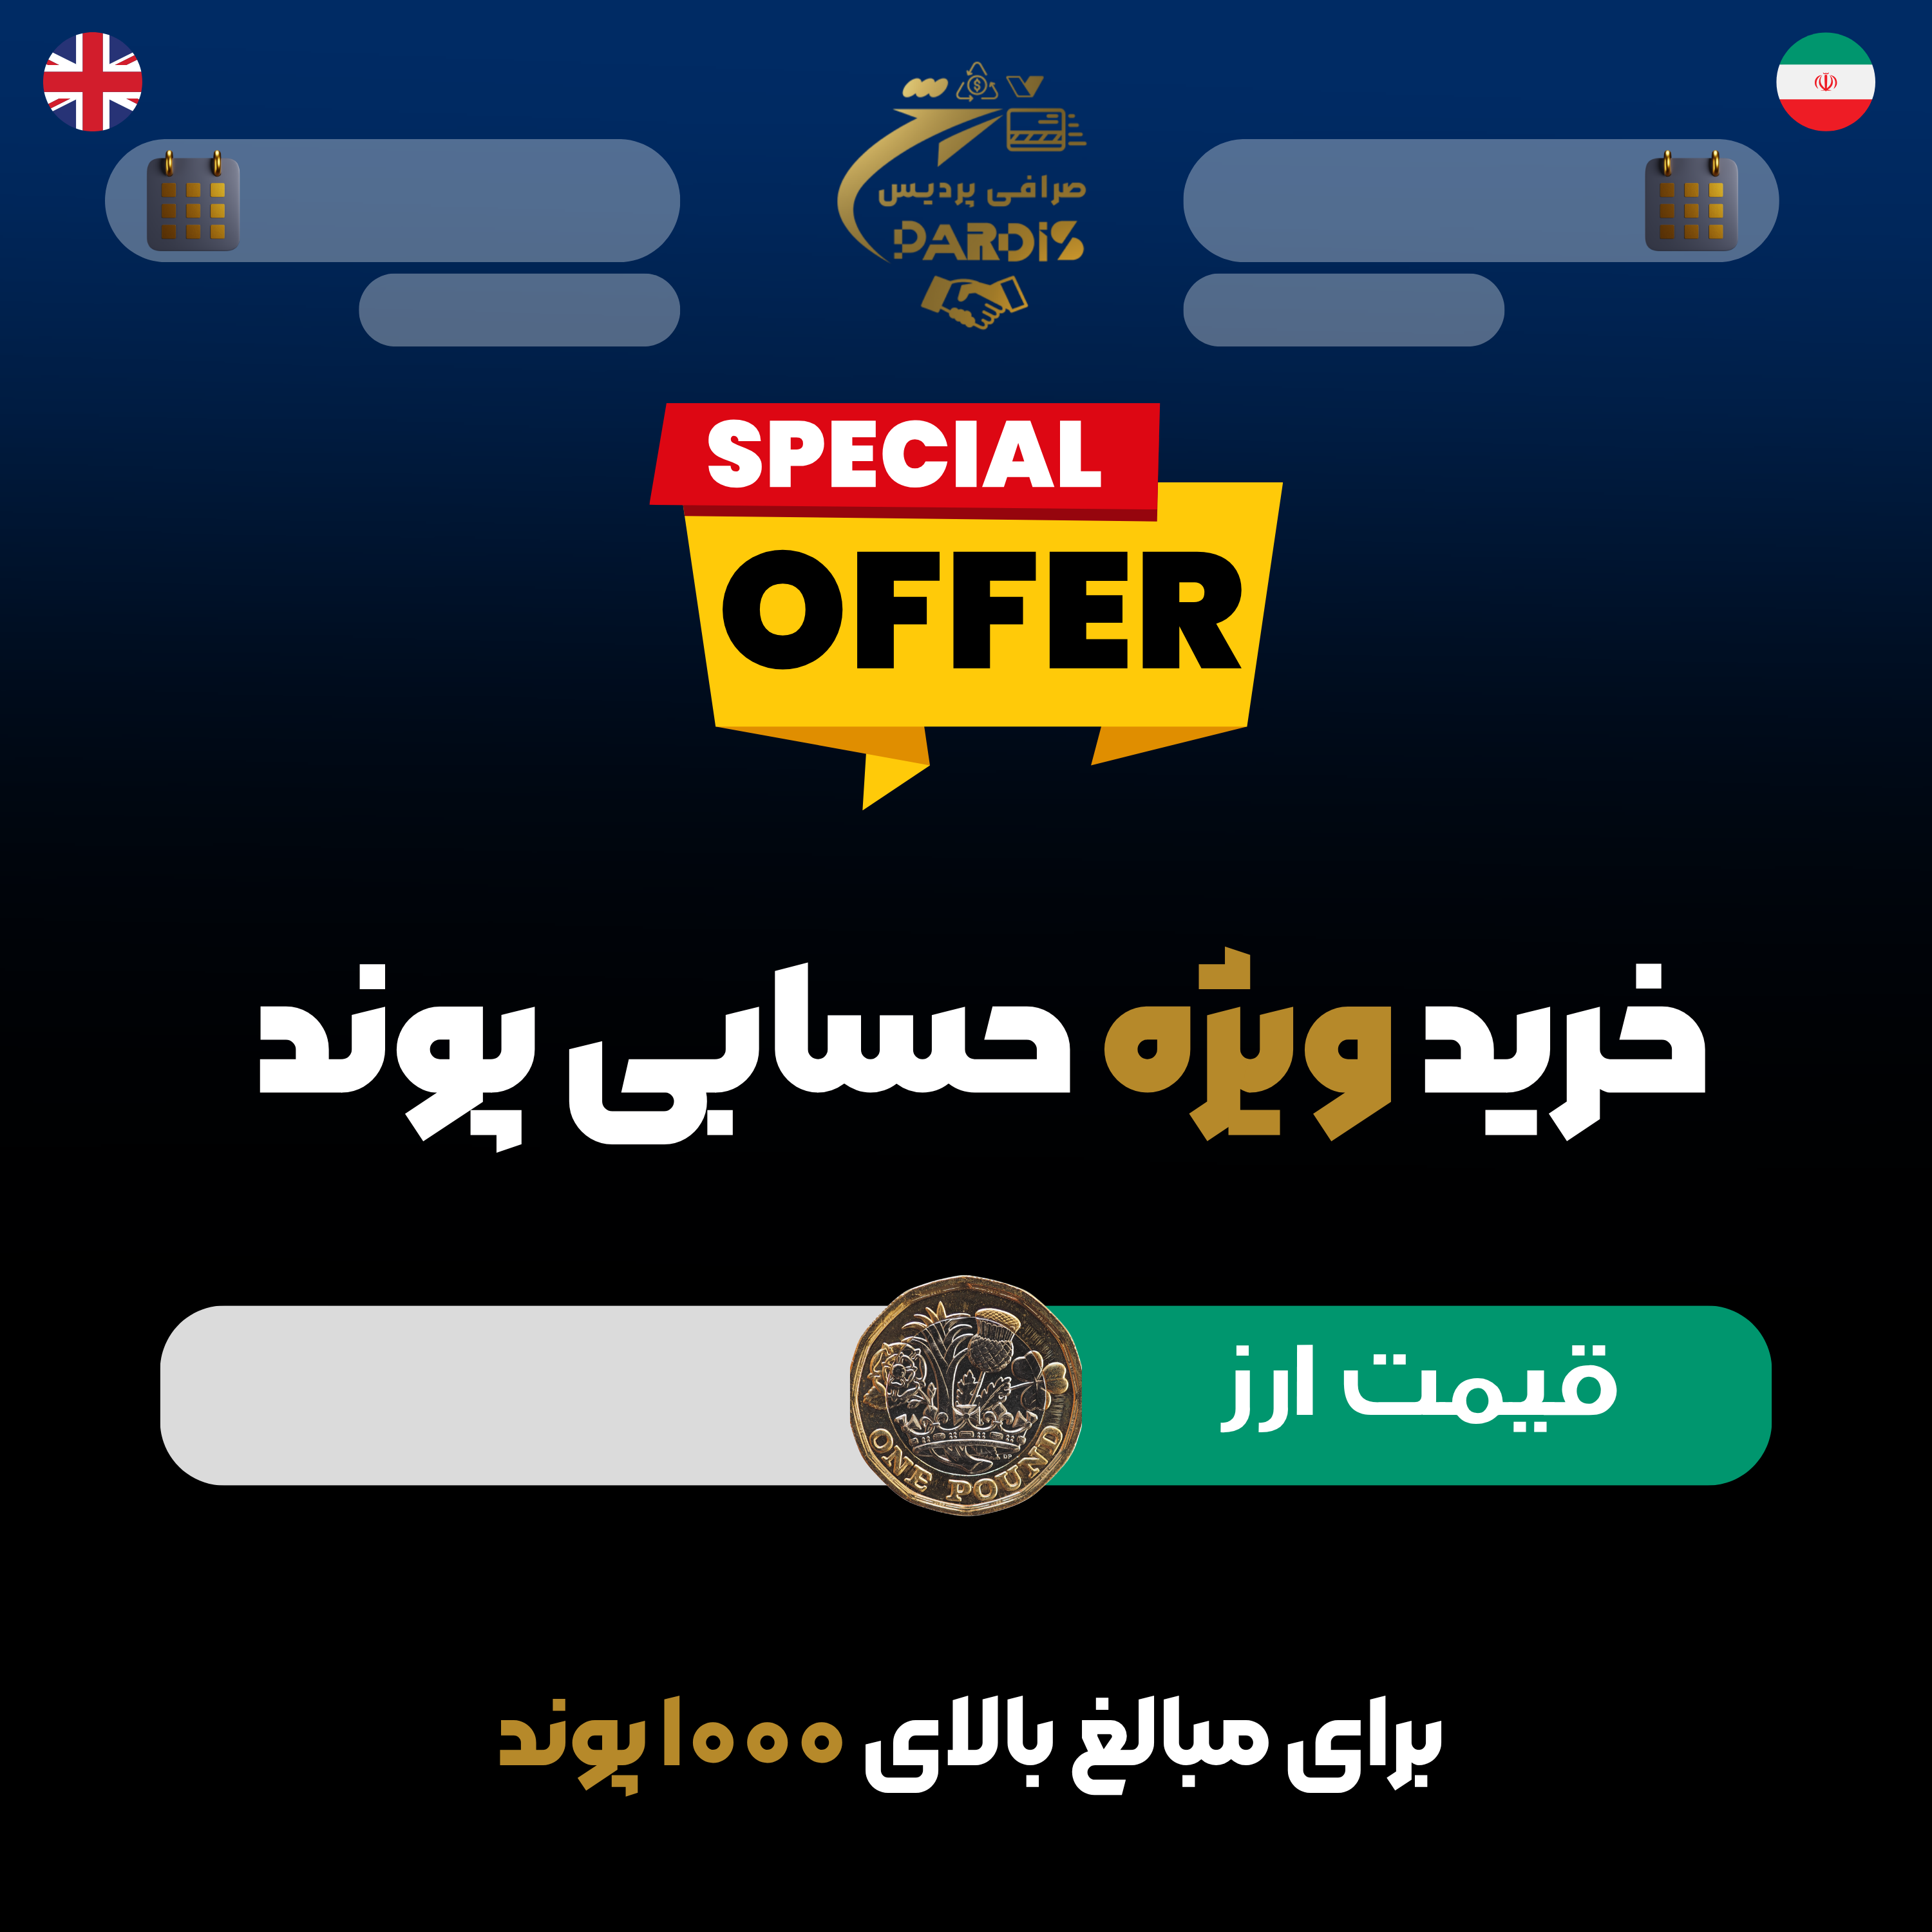 صرافی پردیس
PARDIS
SPECIAL
OFFER
خرید ویژه حسابی پوند
قیمت ارز
ONE POUND
برای مبالغ بالای ۱۰۰۰ پوند